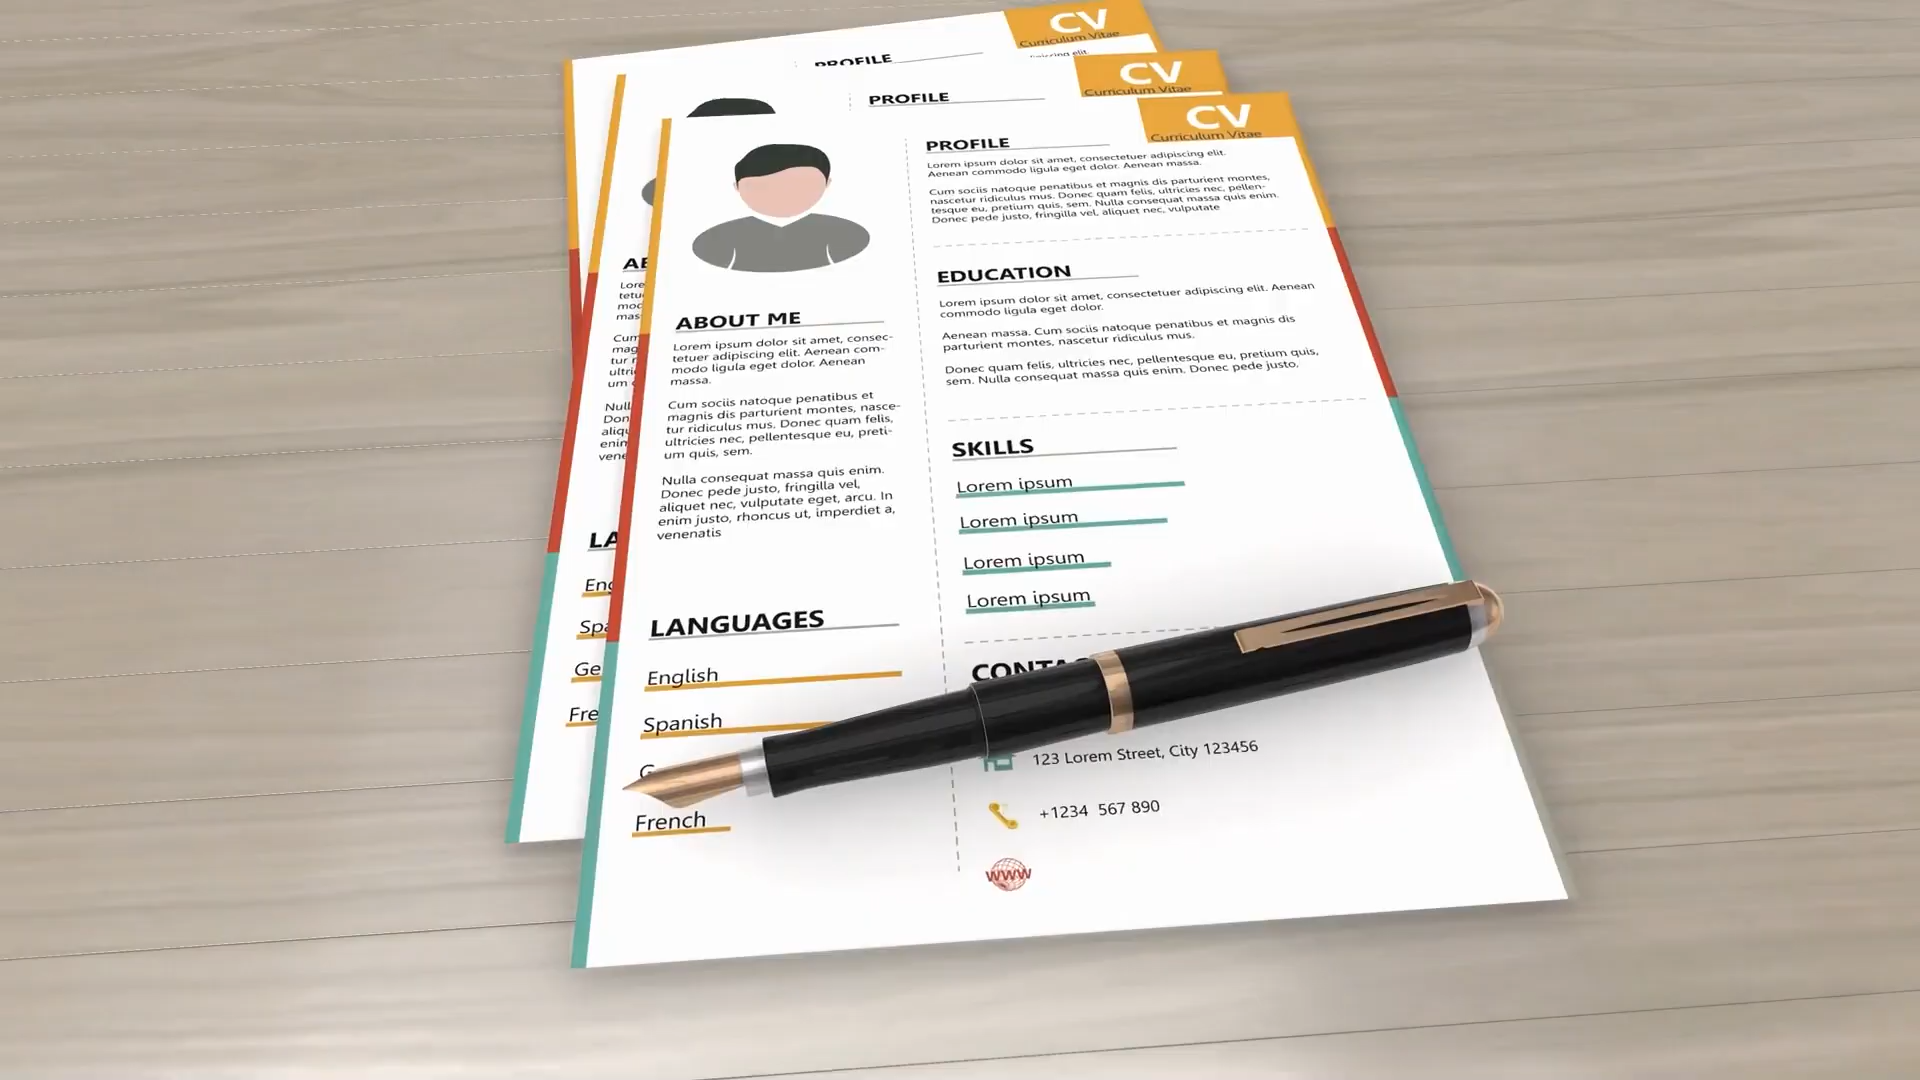 PROFILE
CV
Curriculum Vitae
PROFILE
CV
Curriculum Vitae
CV
Curriculum Vitae
PROFILE
Lorem ipsum dolor sit amet, consectetuer adipiscing elit.
Aenean commodo ligula eget dolor. Aenean massa.
Cum sociis natoque penatibus et magnis dis parturient montes,
nascetur ridiculus mus. Donec quam felis, ultricies nec, pellen-
tesque eu, pretium quis, sem. Nulla consequat massa quis enim.
Donec pede justo, fringilla vel, aliquet nec, vulputate
EDUCATION
Lorem ipsum dolor sit amet, consectetuer adipiscing elit. Aenean
commodo ligula eget dolor.
Aenean massa. Cum sociis natoque penatibus et magnis dis
parturient montes, nascetur ridiculus mus.
Donec quam felis, ultricies nec, pellentesque eu, pretium quis,
sem. Nulla consequat massa quis enim. Donec pede justo,
SKILLS
Lorem ipsum
Lorem ipsum
Lorem ipsum
Lorem ipsum
123 Lorem Street, City 123456
+1234 567 890
www
ABOUT ME
Lorem ipsum dolor sit amet, consec-
tetuer adipiscing elit. Aenean com-
modo ligula eget dolor. Aenean
massa.
Cum sociis natoque penatibus et
magnis dis parturient montes, nasce-
tur ridiculus mus. Donec quam felis,
ultricies nec, pellentesque eu, preti-
um quis, sem.
Nulla consequat massa quis enim.
Donec pede justo, fringilla vel,
aliquet nec, vulputate eget, arcu. In
enim justo, rhoncus ut, imperdiet a,
venenatis
LANGUAGES
English
Spanish
French